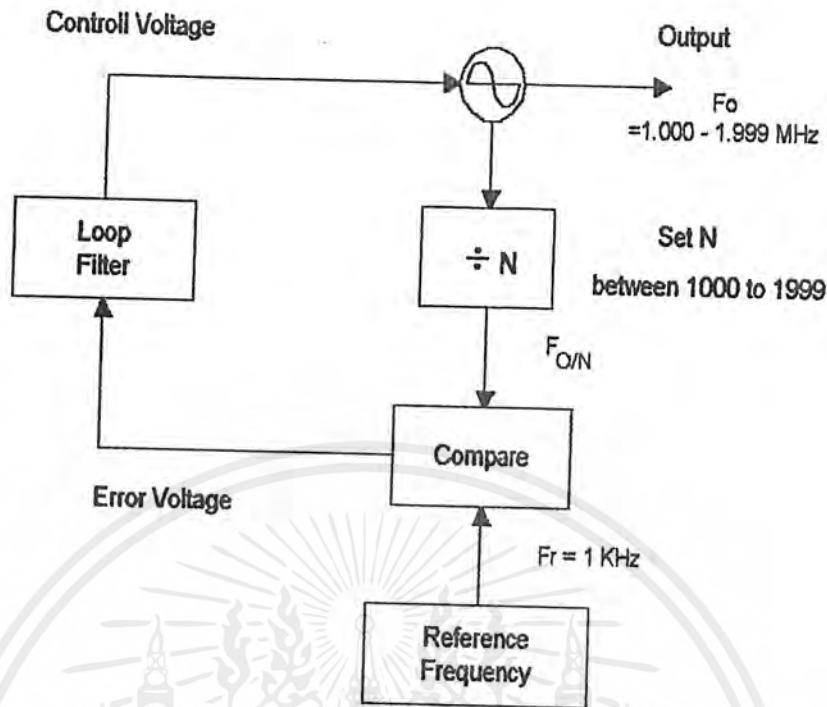 Controll Voltage
Output
Fo
=1.000 - 1.999 MHz
Loop
Filter
÷ N
Set N
between 1000 to 1999
F_O/N
Compare
Error Voltage
Fr = 1 KHz
Reference
Frequency